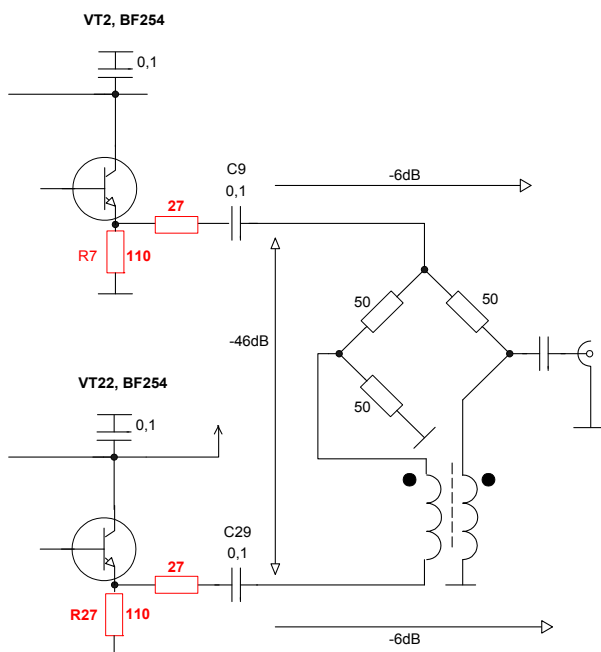 VT2, BF254
0,1
C9
0,1
-6dB
27
R7
110
50
50
-46dB
50
VT22, BF254
0,1
C29
0,1
27
R27
110
-6dB